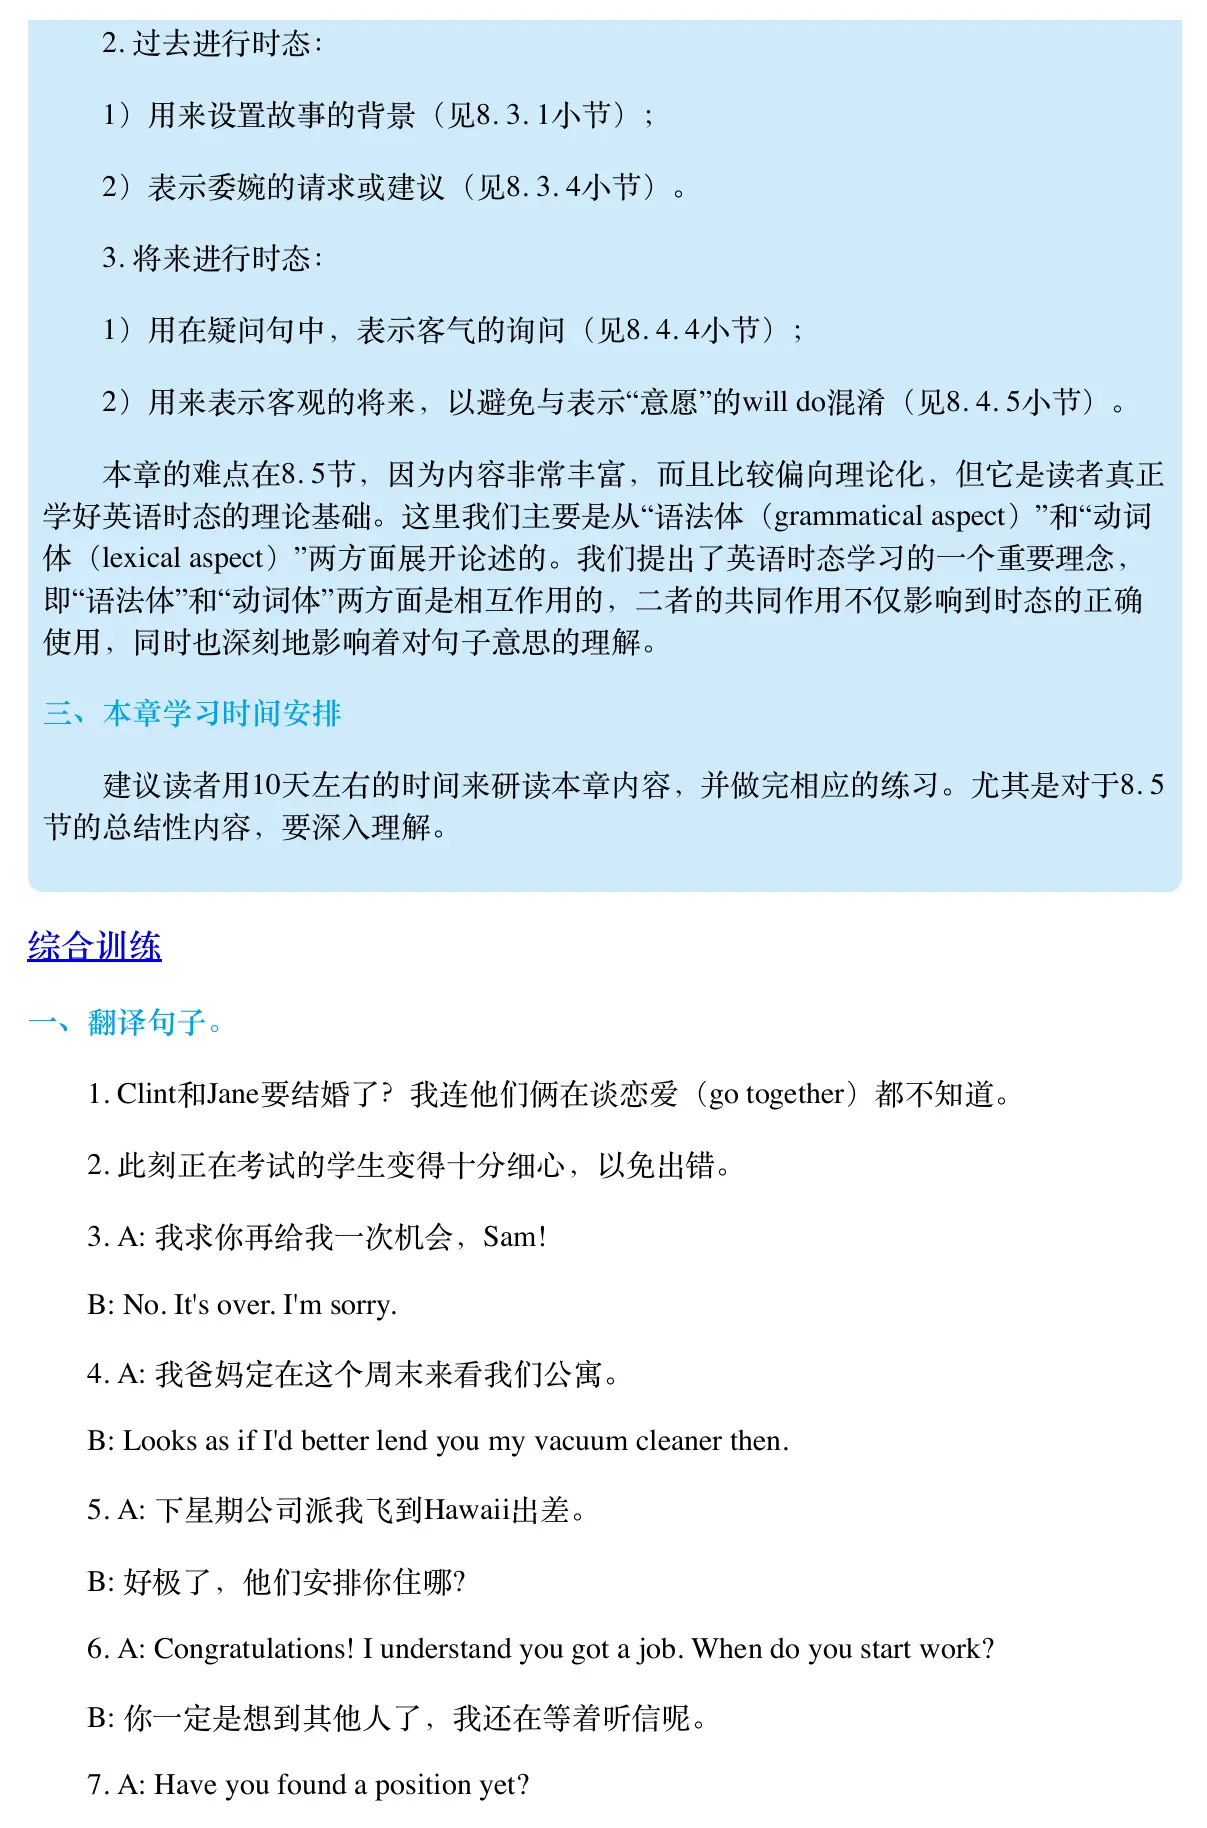 2. 过去进行时态：
1）用来设置故事的背景（见8. 3. 1小节）；
2）表示委婉的请求或建议（见8. 3. 4小节）。
3. 将来进行时态：
1）用在疑问句中，表示客气的询问（见8. 4. 4小节）；
2）用来表示客观的将来，以避免与表示“意愿”的will do混淆（见8. 4. 5小节）。
本章的难点在8. 5节，因为内容非常丰富，而且比较偏向理论化，但它是读者真正
学好英语时态的理论基础。这里我们主要是从“语法体（grammatical aspect）”和“动词
体（lexical aspect）”两方面展开论述的。我们提出了英语时态学习的一个重要理念，
即“语法体”和“动词体”两方面是相互作用的，二者的共同作用不仅影响到时态的正确
使用，同时也深刻地影响着对句子意思的理解。
三、本章学习时间安排
建议读者用10天左右的时间来研读本章内容，并做完相应的练习。尤其是对于8. 5
节的总结性内容，要深入理解。
综合训练
一、翻译句子。
1. Clint和Jane要结婚了？我连他们俩在谈恋爱（go together）都不知道。
2. 此刻正在考试的学生变得十分细心，以免出错。
3. A: 我求你再给我一次机会，Sam!
B: No. It's over. I'm sorry.
4. A: 我爸妈定在这个周末来看我们公寓。
B: Looks as if I'd better lend you my vacuum cleaner then.
5. A: 下星期公司派我飞到Hawaii出差。
B: 好极了，他们安排你住哪？
6. A: Congratulations! I understand you got a job. When do you start work?
B: 你一定是想到其他人了，我还在等着听信呢。
7. A: Have you found a position yet?